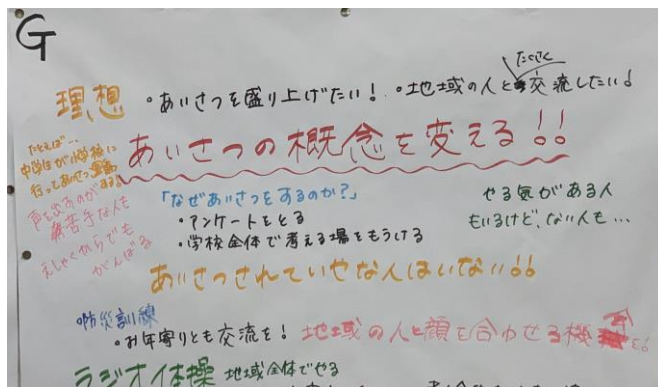 G
理想
・あいさつを盛り上げたい！
・地域の人と交流したい！
たくさん
あいさつの概念を変える!!
たとえば…
中学生が小学校に
行ってあいさつ運動
声を出すのが
苦手な人も
えしゃくからでも
がんばる
「なぜあいさつをするのか？」
・アンケートをとる
・学校全体で考える場をもうける
やる気がある人
もいるけど、ない人も…
あいさつされていやな人はいない!!
防災訓練
・お年寄りとも交流を！
地域の人と顔を合わせる機会を!
ラジオ体操 地域全体でやる